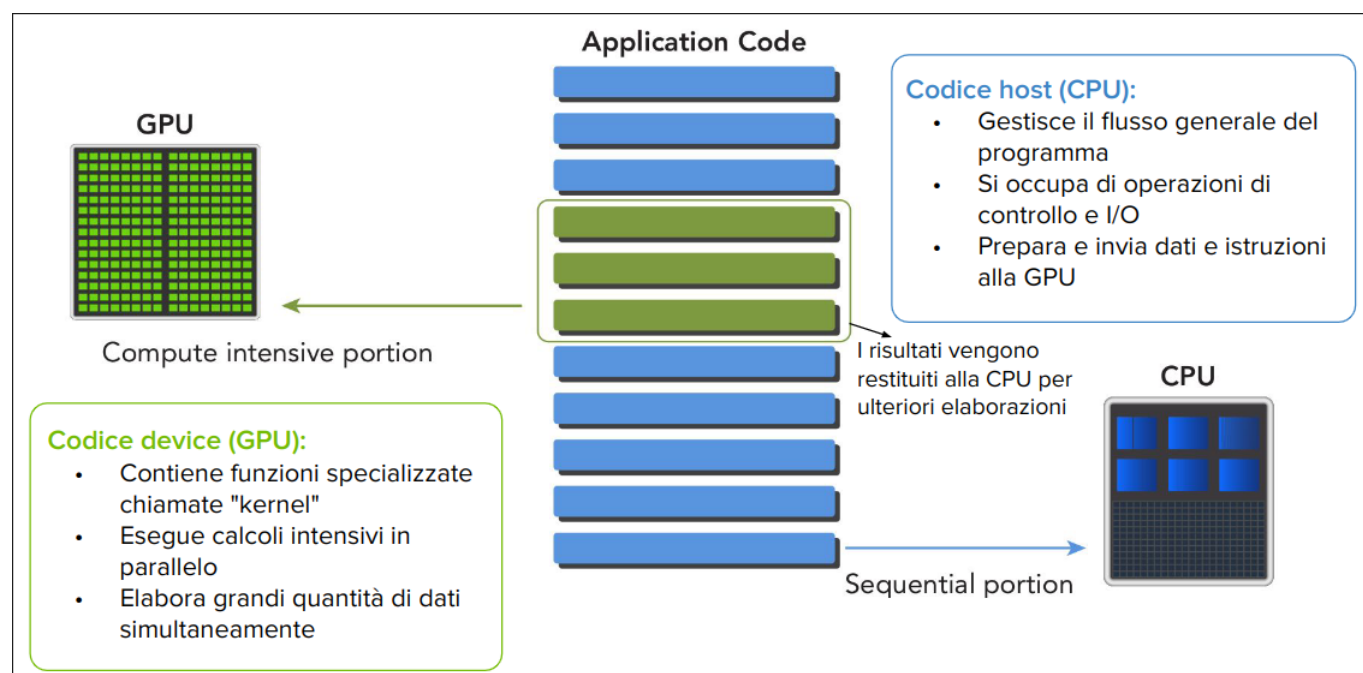 Application Code
GPU
Compute intensive portion
Codice host (CPU):
• Gestisce il flusso generale del
programma
• Si occupa di operazioni di
controllo e I/O
• Prepara e invia dati e istruzioni
alla GPU
I risultati vengono
restituiti alla CPU per
ulteriori elaborazioni
CPU
Codice device (GPU):
• Contiene funzioni specializzate
chiamate "kernel"
• Esegue calcoli intensivi in
parallelo
• Elabora grandi quantità di dati
simultaneamente
Sequential portion